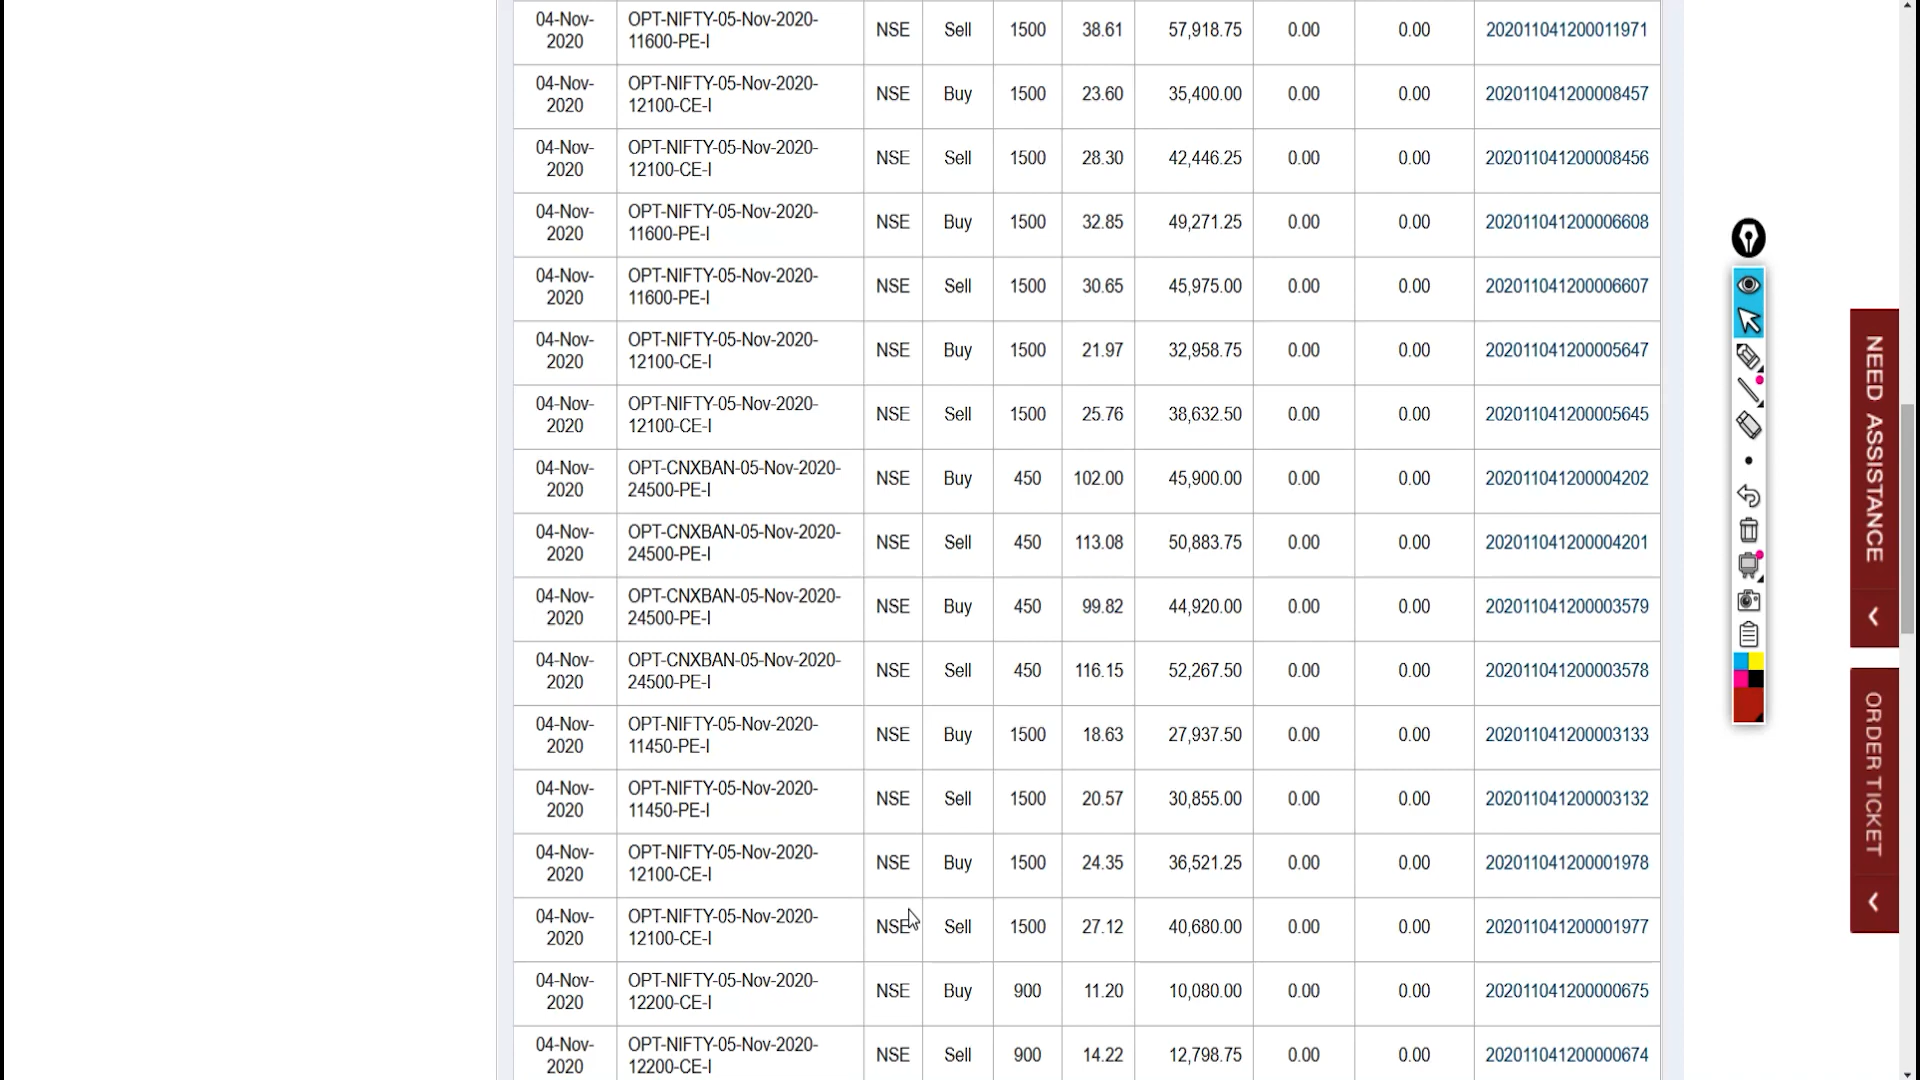 04-Nov- OPT-NIFTY-05-Nov-2020- NSE Sell 1500 38.61 57,918.75 0.00 0.00 202011041200011971
2020 11600-PE-I
04-Nov- OPT-NIFTY-05-Nov-2020- NSE Buy 1500 23.60 35,400.00 0.00 0.00 202011041200008457
2020 12100-CE-I
04-Nov- OPT-NIFTY-05-Nov-2020- NSE Sell 1500 28.30 42,446.25 0.00 0.00 202011041200008456
2020 12100-CE-I
04-Nov- OPT-NIFTY-05-Nov-2020- NSE Buy 1500 32.85 49,271.25 0.00 0.00 202011041200006608
2020 11600-PE-I
04-Nov- OPT-NIFTY-05-Nov-2020- NSE Sell 1500 30.65 45,975.00 0.00 0.00 202011041200006607
2020 11600-PE-I
04-Nov- OPT-NIFTY-05-Nov-2020- NSE Buy 1500 21.97 32,958.75 0.00 0.00 202011041200005647
2020 12100-CE-I
04-Nov- OPT-NIFTY-05-Nov-2020- NSE Sell 1500 25.76 38,632.50 0.00 0.00 202011041200005645
2020 12100-CE-I
04-Nov- OPT-CNXBAN-05-Nov-2020- NSE Buy 450 102.00 45,900.00 0.00 0.00 202011041200004202
2020 24500-PE-I
04-Nov- OPT-CNXBAN-05-Nov-2020- NSE Sell 450 113.08 50,883.75 0.00 0.00 202011041200004201
2020 24500-PE-I
04-Nov- OPT-CNXBAN-05-Nov-2020- NSE Buy 450 99.82 44,920.00 0.00 0.00 202011041200003579
2020 24500-PE-I
04-Nov- OPT-CNXBAN-05-Nov-2020- NSE Sell 450 116.15 52,267.50 0.00 0.00 202011041200003578
2020 24500-PE-I
04-Nov- OPT-NIFTY-05-Nov-2020- NSE Buy 1500 18.63 27,937.50 0.00 0.00 202011041200003133
2020 11450-PE-I
04-Nov- OPT-NIFTY-05-Nov-2020- NSE Sell 1500 20.57 30,855.00 0.00 0.00 202011041200003132
2020 11450-PE-I
04-Nov- OPT-NIFTY-05-Nov-2020- NSE Buy 1500 24.35 36,521.25 0.00 0.00 202011041200001978
2020 12100-CE-I
04-Nov- OPT-NIFTY-05-Nov-2020- NSE Sell 1500 27.12 40,680.00 0.00 0.00 202011041200001977
2020 12100-CE-I
04-Nov- OPT-NIFTY-05-Nov-2020- NSE Buy 900 11.20 10,080.00 0.00 0.00 202011041200000675
2020 12200-CE-I
04-Nov- OPT-NIFTY-05-Nov-2020- NSE Sell 900 14.22 12,798.75 0.00 0.00 202011041200000674
2020 12200-CE-I
NEED ASSISTANCE
ORDER TICKET